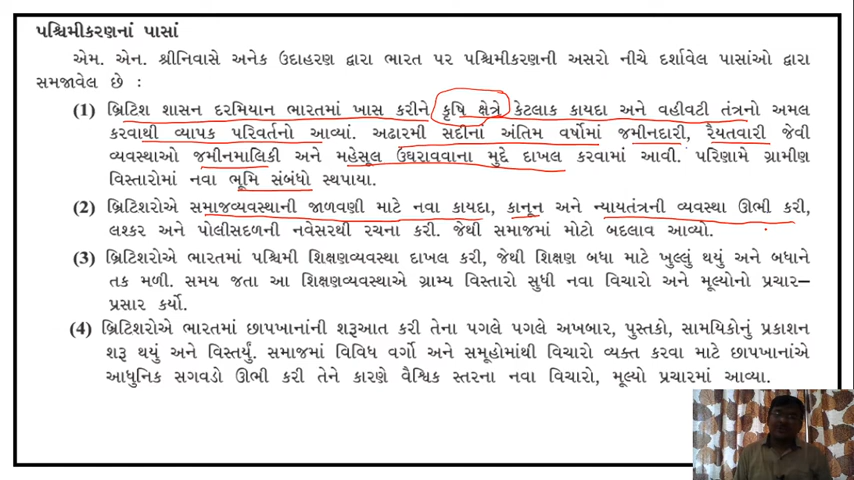 પશ્ચિમીકરણનાં પાસાં
એમ. એન. શ્રીનિવાસે અનેક ઉદાહરણ દ્વારા ભારત પર પશ્ચિમીકરણની અસરો નીચે દર્શાવેલ પાસાંઓ દ્વારા
સમજાવેલ છે :
(1) બ્રિટિશ શાસન દરમિયાન ભારતમાં ખાસ કરીને કૃષિ ક્ષેત્રે કેટલાક કાયદા અને વહીવટી તંત્રનો અમલ
કરવાથી વ્યાપક પરિવર્તનો આવ્યાં. અઢારમી સદીનાં અંતિમ વર્ષોમાં જમીનદારી, રૈયતવારી જેવી
વ્યવસ્થાઓ જમીનમાલિકી અને મહેસૂલ ઉઘરાવવાના મુદ્દે દાખલ કરવામાં આવી. પરિણામે ગ્રામીણ
વિસ્તારોમાં નવા ભૂમિ સંબંધો સ્થપાયા.
(2) બ્રિટિશરોએ સમાજવ્યવસ્થાની જાળવણી માટે નવા કાયદા, કાનૂન અને ન્યાયતંત્રની વ્યવસ્થા ઊભી કરી,
લશ્કર અને પોલીસદળની નવેસરથી રચના કરી. જેથી સમાજમાં મોટો બદલાવ આવ્યો.
(3) બ્રિટિશરોએ ભારતમાં પશ્ચિમી શિક્ષણવ્યવસ્થા દાખલ કરી, જેથી શિક્ષણ બધા માટે ખુલ્લું થયું અને બધાને
તક મળી. સમય જતા આ શિક્ષણવ્યવસ્થાએ ગ્રામ્ય વિસ્તારો સુધી નવા વિચારો અને મૂલ્યોનો પ્રચાર–
પ્રસાર કર્યો.
(4) બ્રિટિશરોએ ભારતમાં છાપખાનાંની શરૂઆત કરી તેના પગલે પગલે અખબાર, પુસ્તકો, સામયિકોનું પ્રકાશન
શરૂ થયું અને વિસ્તર્યું. સમાજમાં વિવિધ વર્ગો અને સમૂહોમાંથી વિચારો વ્યક્ત કરવા માટે છાપખાનાંએ
આધુનિક સગવડો ઊભી કરી તેને કારણે વૈશ્વિક સ્તરના નવા વિચારો, મૂલ્યો પ્રચારમાં આવ્યા.